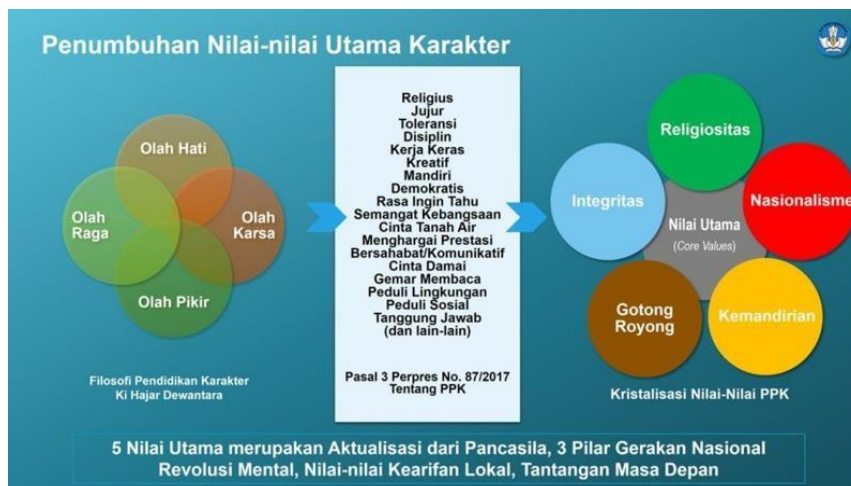 Penumbuhan Nilai-nilai Utama Karakter
Olah Hati
Olah
Raga
Olah
Karsa
Olah Pikir
Filosofi Pendidikan Karakter
Ki Hajar Dewantara
Religius
Jujur
Toleransi
Disiplin
Kerja Keras
Kreatif
Mandiri
Demokratis
Rasa Ingin Tahu
Semangat Kebangsaan
Cinta Tanah Air
Menghargai Prestasi
Bersahabat/Komunikatif
Cinta Damai
Gemar Membaca
Peduli Lingkungan
Peduli Sosial
Tanggung Jawab
(dan lain-lain)
Pasal 3 Perpres No. 87/2017
Tentang PPK
Religiositas
Integritas
Nasionalisme
Nilai Utama
(Core Values)
Gotong
Royong
Kemandirian
Kristalisasi Nilai-Nilai PPK
5 Nilai Utama merupakan Aktualisasi dari Pancasila, 3 Pilar Gerakan Nasional
Revolusi Mental, Nilai-nilai Kearifan Lokal, Tantangan Masa Depan